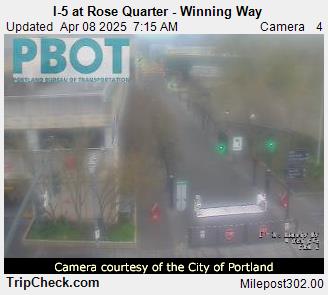 I-5 at Rose Quarter - Winning Way
Updated Apr 08 2025 7:15 AM Camera 4
PBOT
PORTLAND BUREAU OF TRANSPORTATION
Camera courtesy of the City of Portland
TripCheck.com Milepost302.00